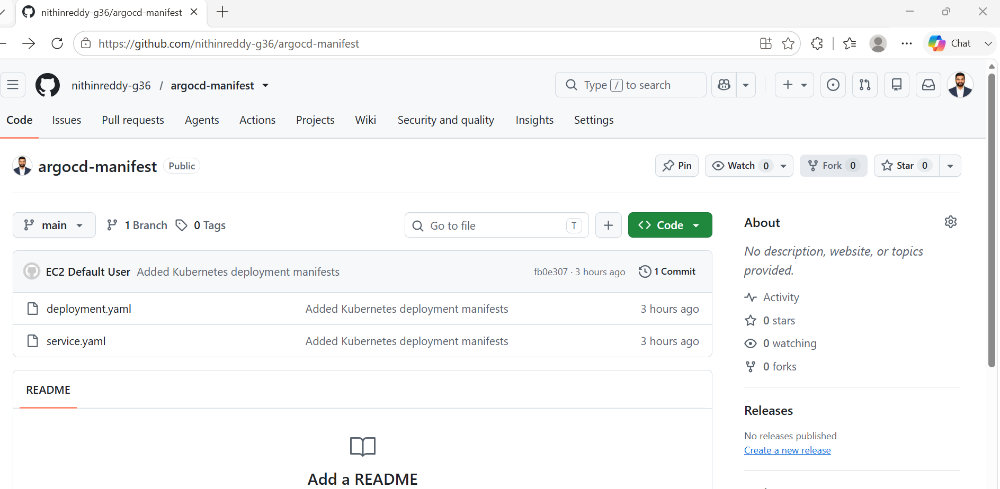 nithinreddy-g36/argocd-manifest
https://github.com/nithinreddy-g36/argocd-manifest
Chat
nithinreddy-g36 / argocd-manifest
Type / to search
Code Issues Pull requests Agents Actions Projects Wiki Security and quality Insights Settings
argocd-manifest Public
Pin Watch 0 Fork 0 Star 0
main 1 Branch 0 Tags
Go to file T
Code
EC2 Default User Added Kubernetes deployment manifests fb0e307 · 3 hours ago 1 Commit
deployment.yaml Added Kubernetes deployment manifests 3 hours ago
service.yaml Added Kubernetes deployment manifests 3 hours ago
README
Add a README
About
No description, website, or topics
provided.
Activity
0 stars
0 watching
0 forks
Releases
No releases published
Create a new release